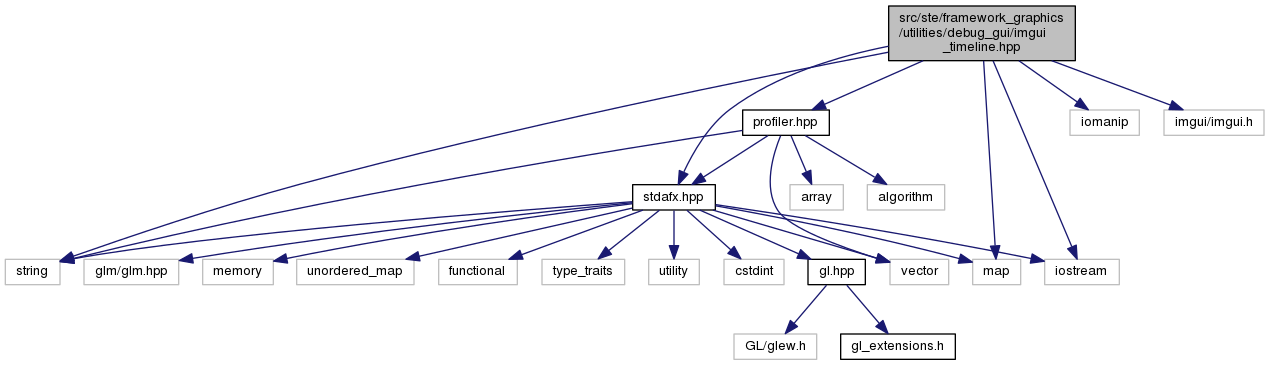 src/ste/framework_graphics
/utilities/debug_gui/imgui
_timeline.hpp
profiler.hpp
iomanip
imgui/imgui.h
stdafx.hpp
array
algorithm
string
glm/glm.hpp
memory
unordered_map
functional
type_traits
utility
cstdint
gl.hpp
vector
map
iostream
GL/glew.h
gl_extensions.h